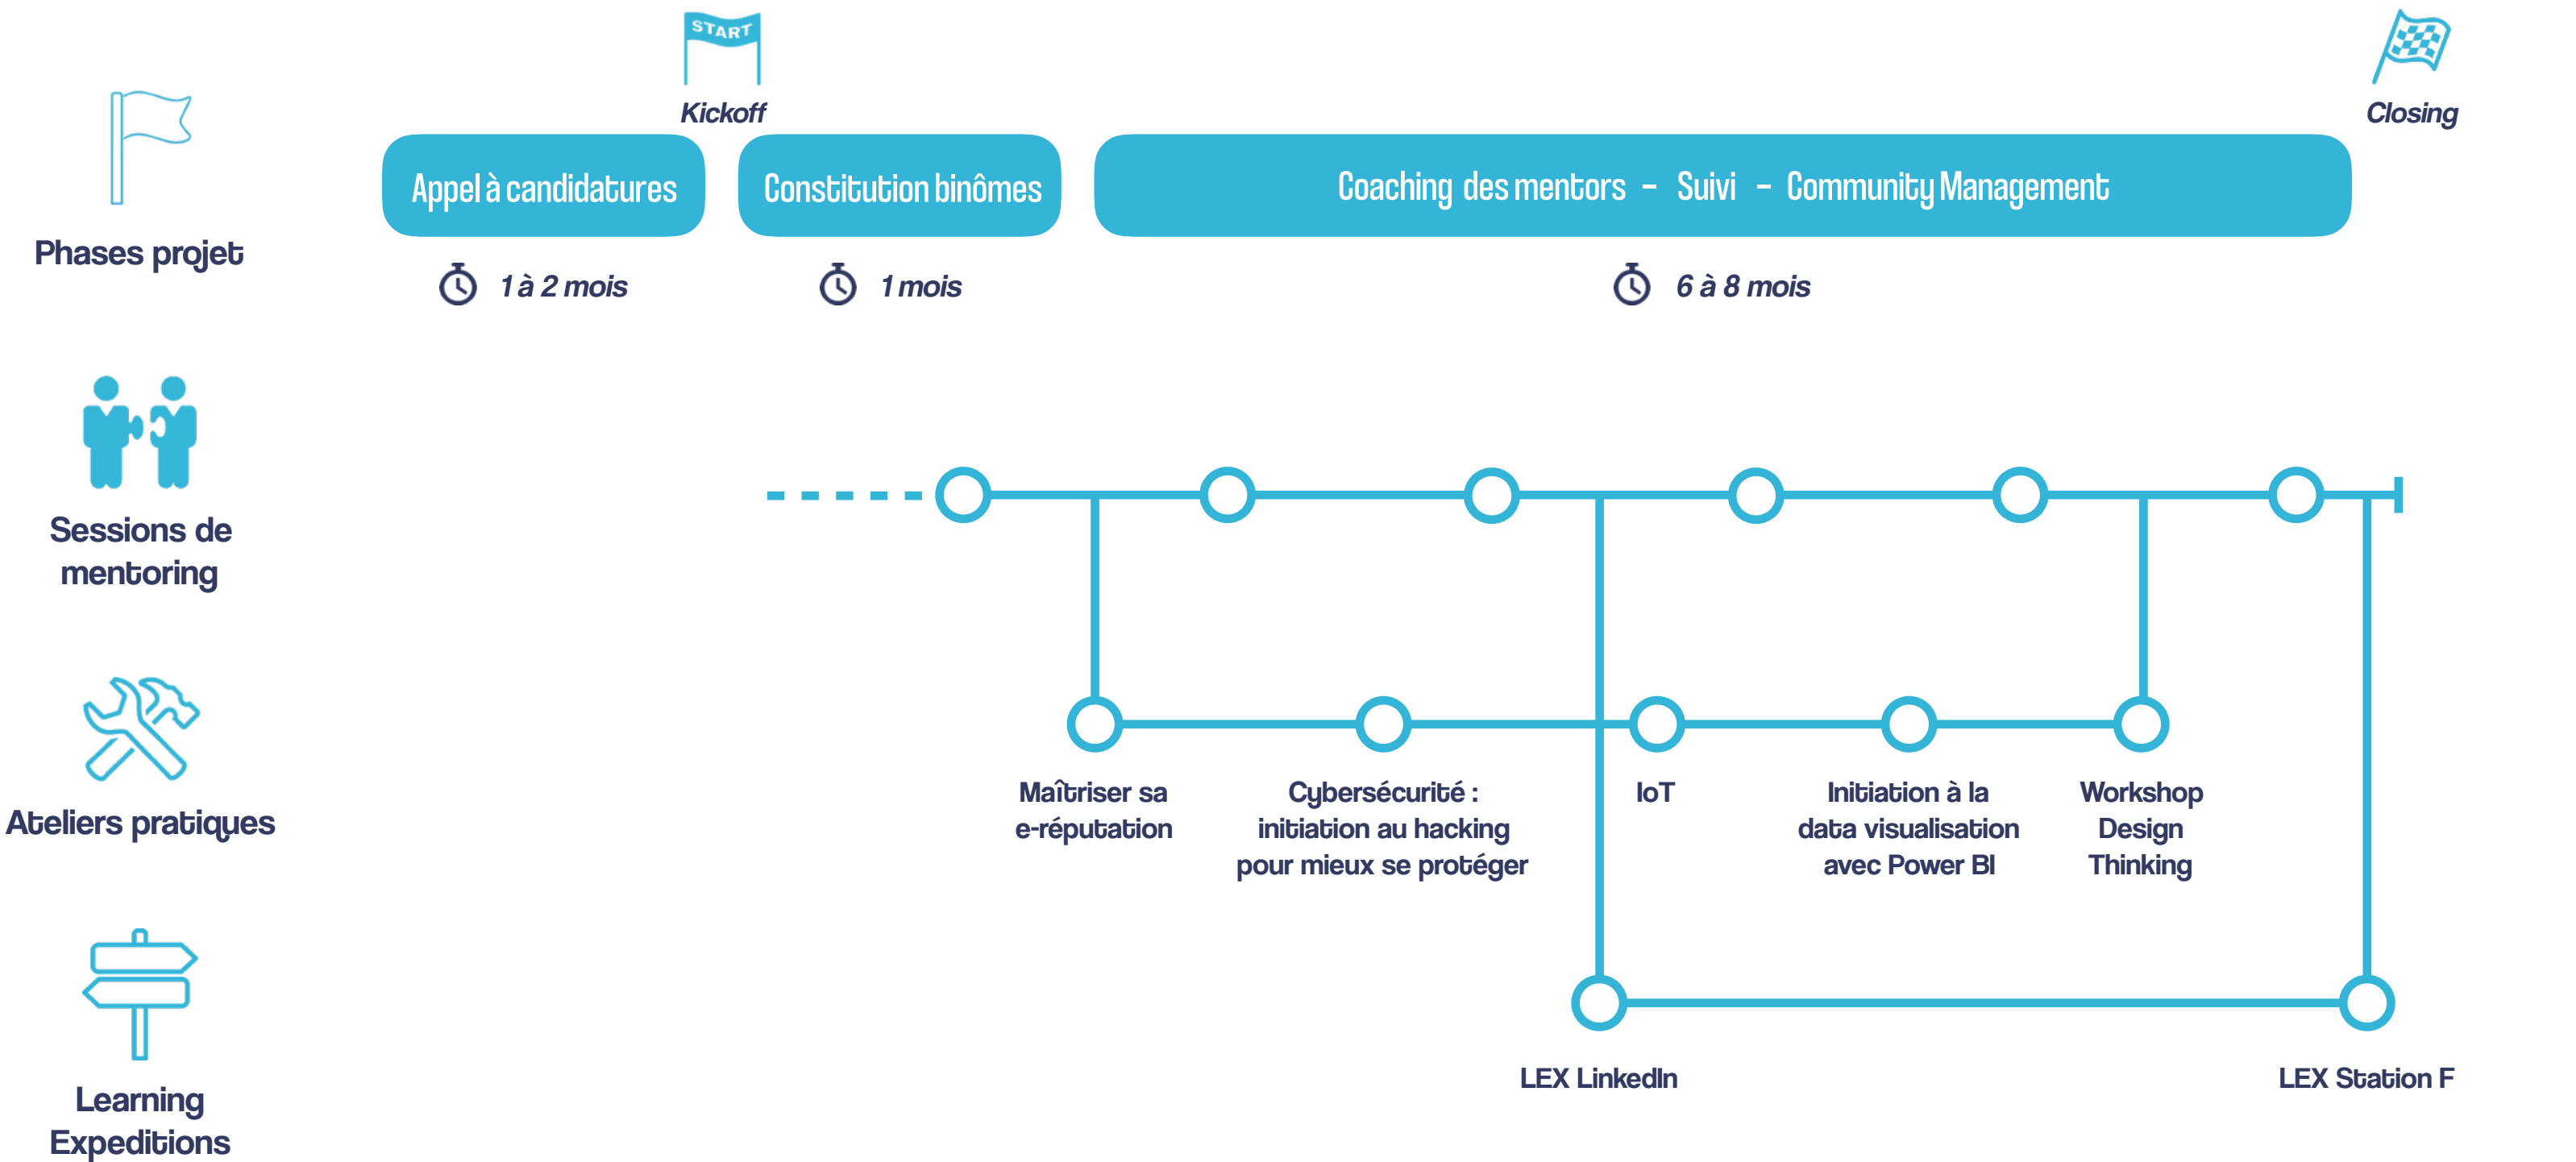 START
Kickoff
Closing
Appel à candidatures
Constitution binômes
Coaching des mentors - Suivi - Community Management
Phases projet
1 à 2 mois
1 mois
6 à 8 mois
Sessions de
mentoring
Ateliers pratiques
Maîtriser sa
e-réputation
Cybersécurité :
initiation au hacking
pour mieux se protéger
IoT
Initiation à la
data visualisation
avec Power BI
Workshop
Design
Thinking
Learning
Expeditions
LEX LinkedIn
LEX Station F